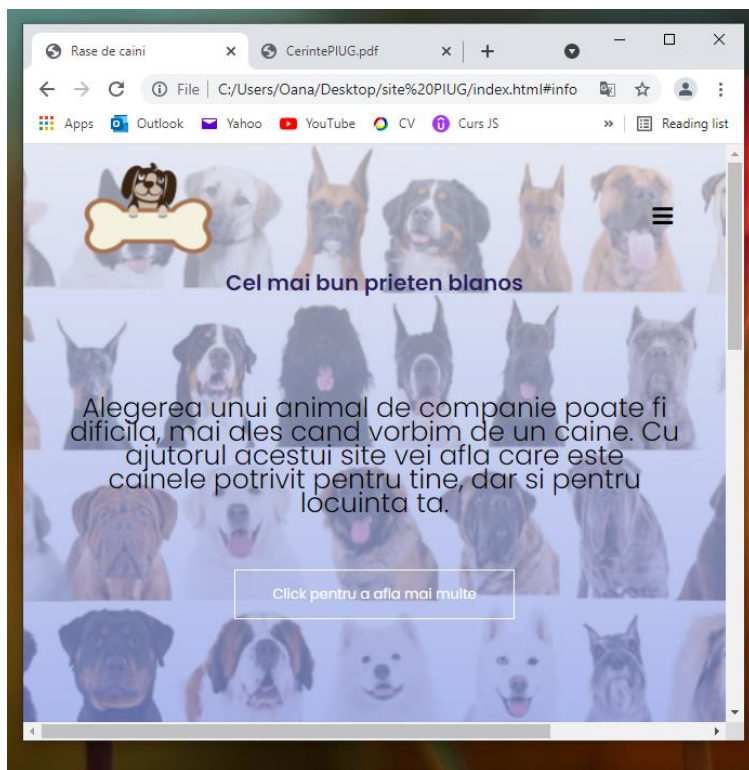 Rase de caini
CerintePIUG.pdf
File | C:/Users/Oana/Desktop/site%20PIUG/index.html#info
Apps Outlook Yahoo YouTube CV Curs JS » Reading list
Cel mai bun prieten blanos
Alegerea unui animal de companie poate fi
dificila, mai ales cand vorbim de un caine. Cu
ajutorul acestui site vei afla care este
cainele potrivit pentru tine, dar si pentru
locuinta ta.
Click pentru a afla mai multe